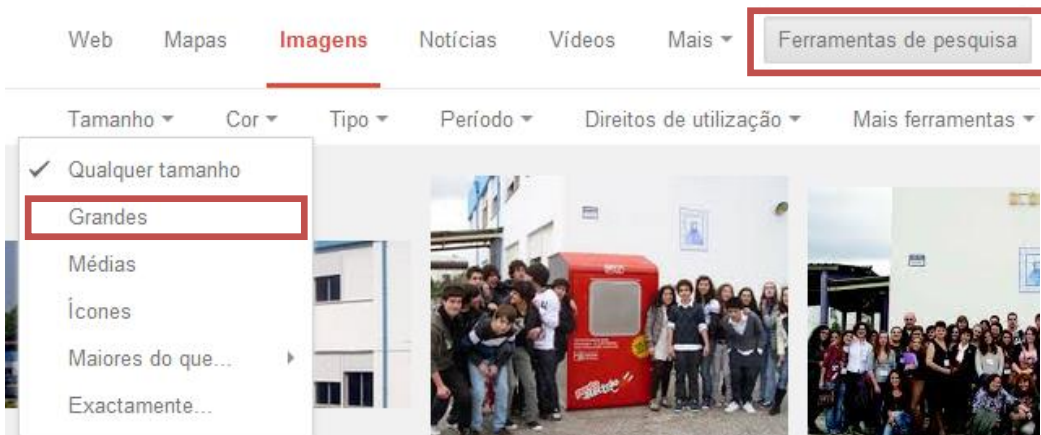 Web Mapas Imagens Notícias Vídeos Mais Ferramentas de pesquisa
Tamanho Cor Tipo Período Direitos de utilização Mais ferramentas
Qualquer tamanho
Grandes
Médias
Ícones
Maiores do que...
Exactamente...